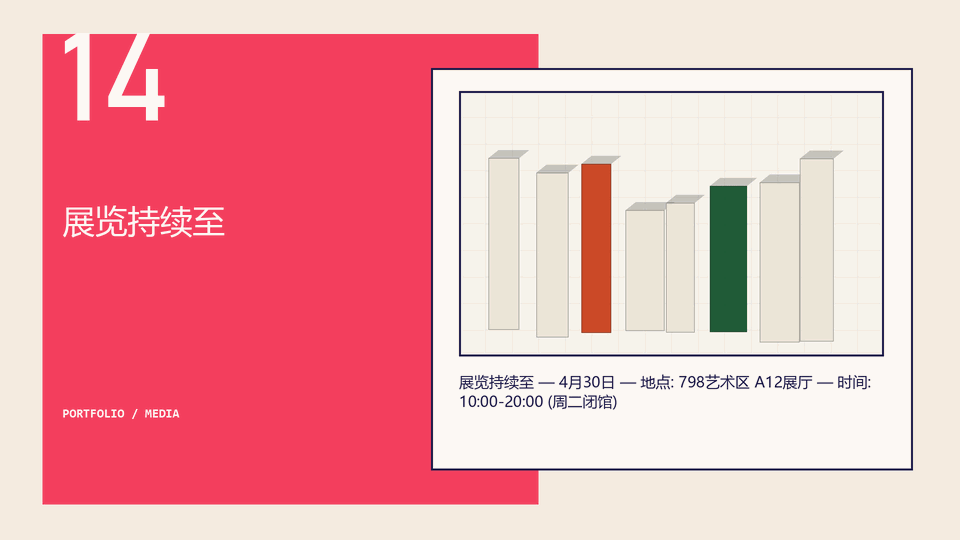 14
展览持续至
PORTFOLIO / MEDIA
展览持续至 — 4月30日 — 地点: 798艺术区 A12展厅 — 时间:
10:00-20:00 (周二闭馆)